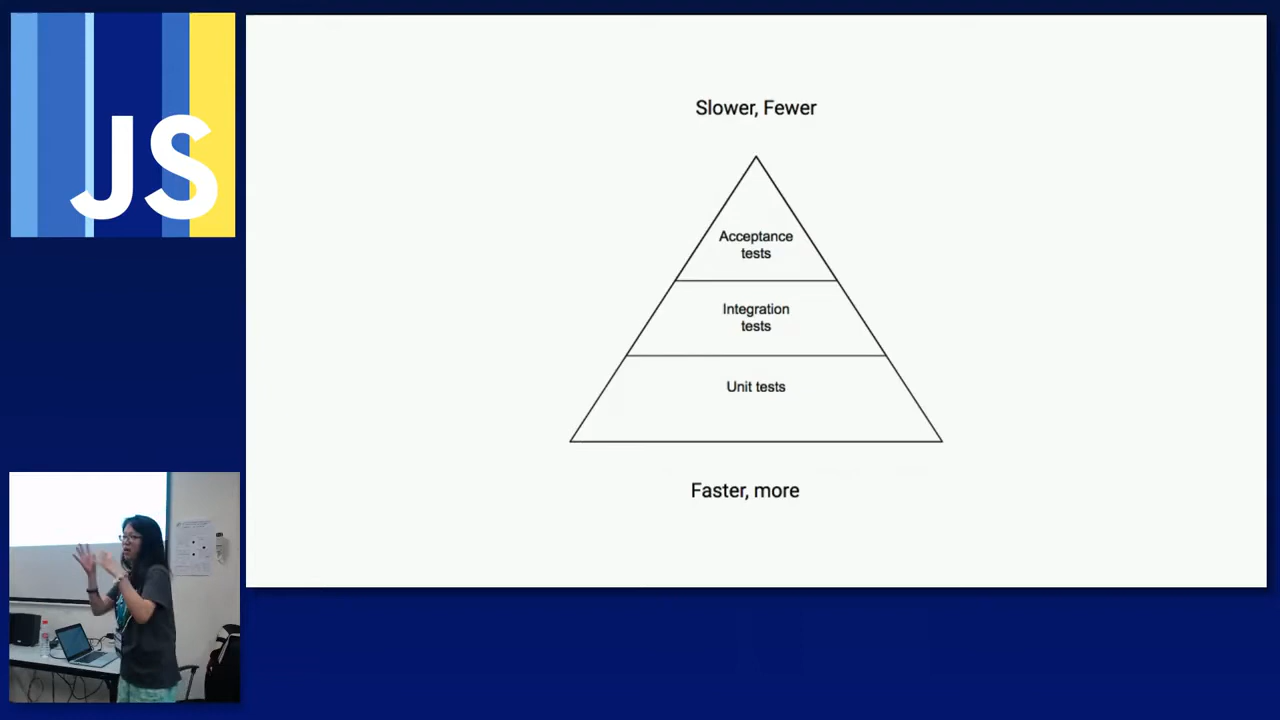 JS
Slower, Fewer
Acceptance
tests
Integration
tests
Unit tests
Faster, more